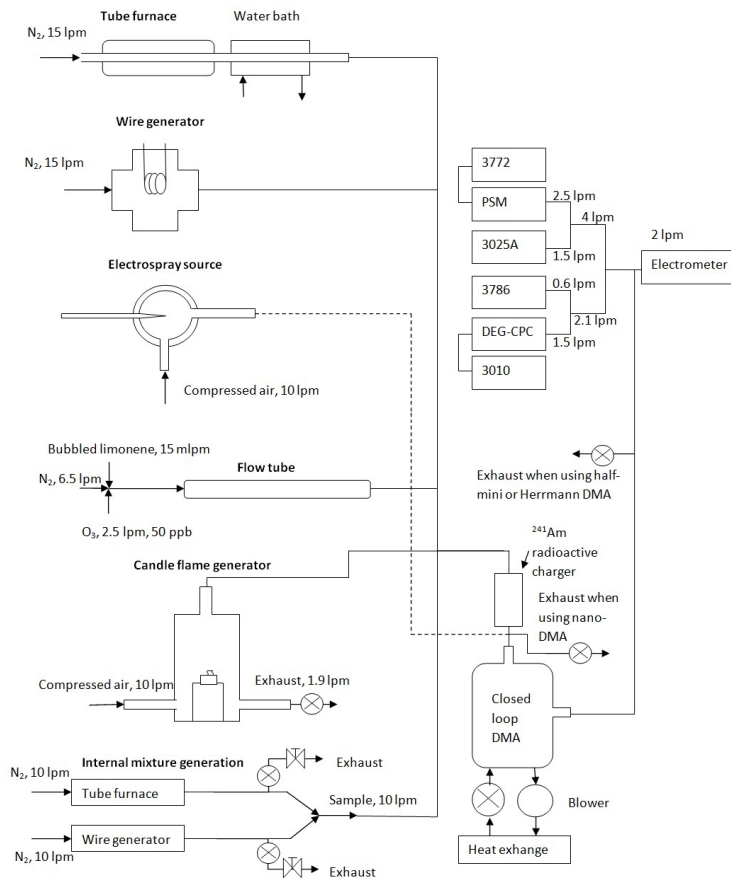 Tube furnace
Water bath
N₂, 15 lpm
Wire generator
N₂, 15 lpm
Electrospray source
Compressed air, 10 lpm
Bubbled limonene, 15 mlpm
N₂, 6.5 lpm
Flow tube
O₃, 2.5 lpm, 50 ppb
Candle flame generator
Compressed air, 10 lpm
Exhaust, 1.9 lpm
Internal mixture generation
N₂, 10 lpm
Tube furnace
Exhaust
Sample, 10 lpm
Wire generator
N₂, 10 lpm
Exhaust
3772
PSM
2.5 lpm
4 lpm
3025A
1.5 lpm
3786
0.6 lpm
2.1 lpm
DEG-CPC
1.5 lpm
3010
2 lpm
Electrometer
Exhaust when using half-
mini or Herrmann DMA
²⁴¹Am
radioactive
charger
Exhaust when
using nano-
DMA
Closed
loop
DMA
Blower
Heat exhange